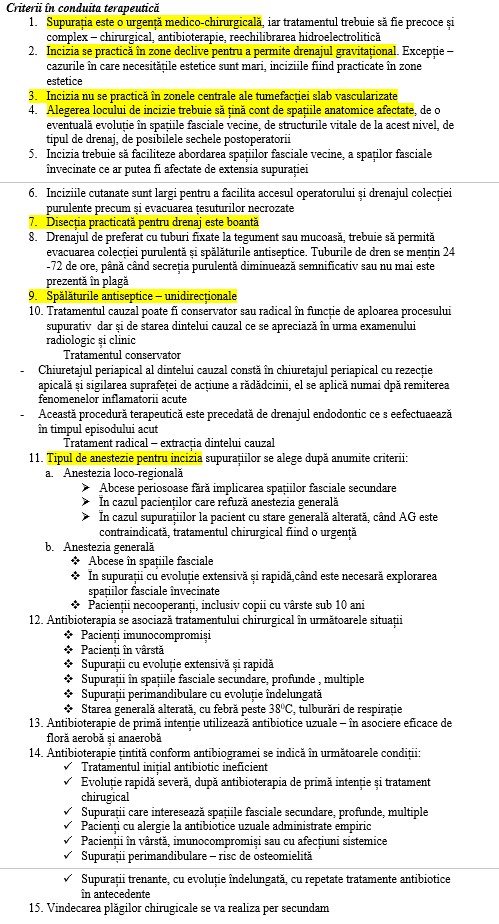 Criterii în conduita terapeutică
1. Supurația este o urgență medico-chirurgicală, iar tratamentul trebuie să fie precoce și
complex – chirurgical, antibioterapie, reechilibrarea hidroelectrolitică
2. Incizia se practică în zone declive pentru a permite drenajul gravitațional. Excepție –
cazurile în care necesitățile estetice sunt mari, inciziile fiind practicate în zone
estetice
3. Incizia nu se practică în zonele centrale ale tumefacției slab vascularizate
4. Alegerea locului de incizie trebuie să țină cont de spațiile anatomice afectate, de o
eventuală evoluție în spațiile fasciale vecine, de structurile vitale de la acest nivel, de
tipul de drenaj, de posibilele sechele postoperatorii
5. Incizia trebuie să faciliteze abordarea spațiilor fasciale vecine, a spaților fasciale
învecinate ce ar putea fi afectate de extensia supurației
6. Inciziile cutanate sunt largi pentru a facilita accesul operatorului și drenajul colecției
purulente precum și evacuarea țesuturilor necrozate
7. Disecția practicată pentru drenaj este boantă
8. Drenajul de preferat cu tuburi fixate la tegument sau mucoasă, trebuie să permită
evacuarea colecției purulentă și spălăturile antiseptice. Tuburile de dren se mențin 24
-72 de ore, până când secreția purulentă diminuează semnificativ sau nu mai este
prezentă în plagă
9. Spălăturile antiseptice – unidirecționale
10. Tratamentul cauzal poate fi conservator sau radical în funcție de aploarea procesului
supurativ dar și de starea dintelui cauzal ce se apreciază în urma examenului
radiologic și clinic
Tratamentul conservator
- Chiuretajul periapical al dintelui cauzal constă în chiuretajul periapical cu rezecție
apicală și sigilarea suprafeței de acțiune a rădădcinii, el se aplică numai dpă remiterea
fenomenelor inflamatorii acute
- Această procedură terapeutică este precedată de drenajul endodontic ce s eefectuaează
în timpul episodului acut
Tratament radical – extracția dintelui cauzal
11. Tipul de anestezie pentru incizia supurațiilor se alege după anumite criterii:
a. Anestezia loco-regională
➤ Abcese periosoase fără implicarea spațiilor fasciale secundare
➤ În cazul pacienților care refuză anestezia generală
➤ În cazul supurațiilor la pacient cu stare generală alterată, când AG este
contraindicată, tratamentul chirurgical fiind o urgență
b. Anestezia generală
❖ Abcese în spațiile fasciale
❖ În supurații cu evoluție extensivă și rapidă,când este necesară explorarea
spațiilor fasciale învecinate
❖ Pacienții necooperanți, inclusiv copii cu vârste sub 10 ani
12. Antibioterapia se asociază tratamentului chirurgical în următoarele situații
❖ Pacienți imunocompromiși
❖ Pacienți în vârstă
❖ Supurații cu evoluție extensivă și rapidă
❖ Supurații în spațiile fasciale secundare, profunde , multiple
❖ Supurații perimandibulare cu evoluție îndelungată
❖ Starea generală alterată, cu febră peste 38⁰C, tulburări de respirație
13. Antibioterapie de primă intenție utilizează antibiotice uzuale – în asociere eficace de
floră aerobă și anaerobă
14. Antibioterapie țintită conform antibiogramei se indică în următoarele condiții:
✓ Tratamentul inițial antibiotic ineficient
✓ Evoluție rapidă severă, după antibioterapia de primă intenție și tratament
chirugical
✓ Supurații care interesează spațiile fasciale secundare, profunde, multiple
✓ Pacienți cu alergie la antibiotice uzuale administrate empiric
✓ Pacienții în vârstă, imunocompromiși sau cu afecțiuni sistemice
✓ Supurații perimandibulare – risc de osteomielită
✓ Supurații trenante, cu evoluție îndelungată, cu repetate tratamente antibiotice
în antecedente
15. Vindecarea plăgilor chirugicale se va realiza per secundam